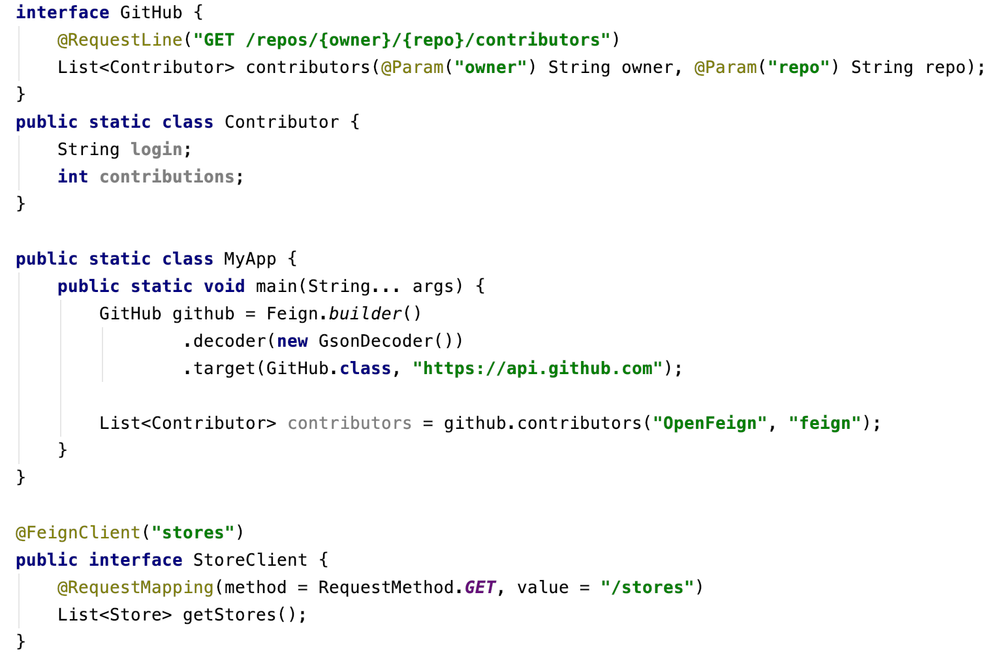 interface GitHub {
    @RequestLine("GET /repos/{owner}/{repo}/contributors")
    List<Contributor> contributors(@Param("owner") String owner, @Param("repo") String repo);
}
public static class Contributor {
    String login;
    int contributions;
}

public static class MyApp {
    public static void main(String... args) {
        GitHub github = Feign.builder()
                .decoder(new GsonDecoder())
                .target(GitHub.class, "https://api.github.com");

        List<Contributor> contributors = github.contributors("OpenFeign", "feign");
    }
}

@FeignClient("stores")
public interface StoreClient {
    @RequestMapping(method = RequestMethod.GET, value = "/stores")
    List<Store> getStores();
}